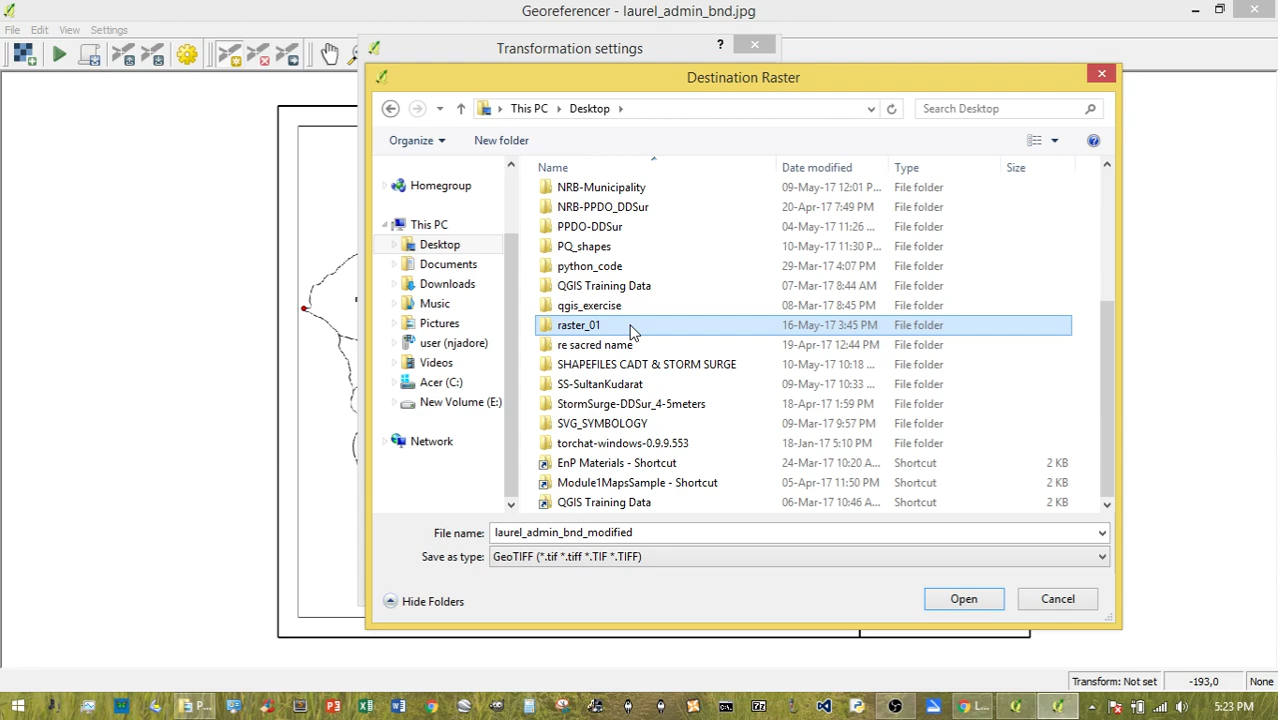 Georeferencer - laurel_admin_bnd.jpg
File Edit View Settings
Transformation settings
?
Destination Raster
This PC Desktop
Search Desktop
Organize New folder
Name Date modified Type Size
Homegroup
This PC
Desktop
Documents
Downloads
Music
Pictures
user (njadore)
Videos
Acer (C:)
New Volume (E:)
Network
NRB-Municipality 09-May-17 12:01 P... File folder
NRB-PPDO_DDSur 20-Apr-17 7:49 PM File folder
PPDO-DDSur 04-May-17 11:26 ... File folder
PQ_shapes 10-May-17 11:30 P... File folder
python_code 29-Mar-17 4:07 PM File folder
QGIS Training Data 07-Mar-17 8:44 AM File folder
qgis_exercise 08-Mar-17 8:45 PM File folder
raster_01 16-May-17 3:45 PM File folder
re sacred name 19-Apr-17 12:44 PM File folder
SHAPEFILES CADT & STORM SURGE 10-May-17 10:18 ... File folder
SS-SultanKudarat 09-May-17 10:33 ... File folder
StormSurge-DDSur_4-5meters 18-Apr-17 1:59 PM File folder
SVG_SYMBOLOGY 09-Mar-17 9:57 PM File folder
torchat-windows-0.9.9.553 18-Jan-17 5:10 PM File folder
EnP Materials - Shortcut 24-Mar-17 10:20 A... Shortcut 2 KB
Module1MapsSample - Shortcut 05-Apr-17 11:50 PM Shortcut 2 KB
QGIS Training Data 06-Mar-17 10:46 A... Shortcut 2 KB
File name: laurel_admin_bnd_modified
Save as type: GeoTIFF (*.tif *.tiff *.TIF *.TIFF)
Hide Folders Open Cancel
Transform: Not set -193,0 None
P... L... 5:23 PM